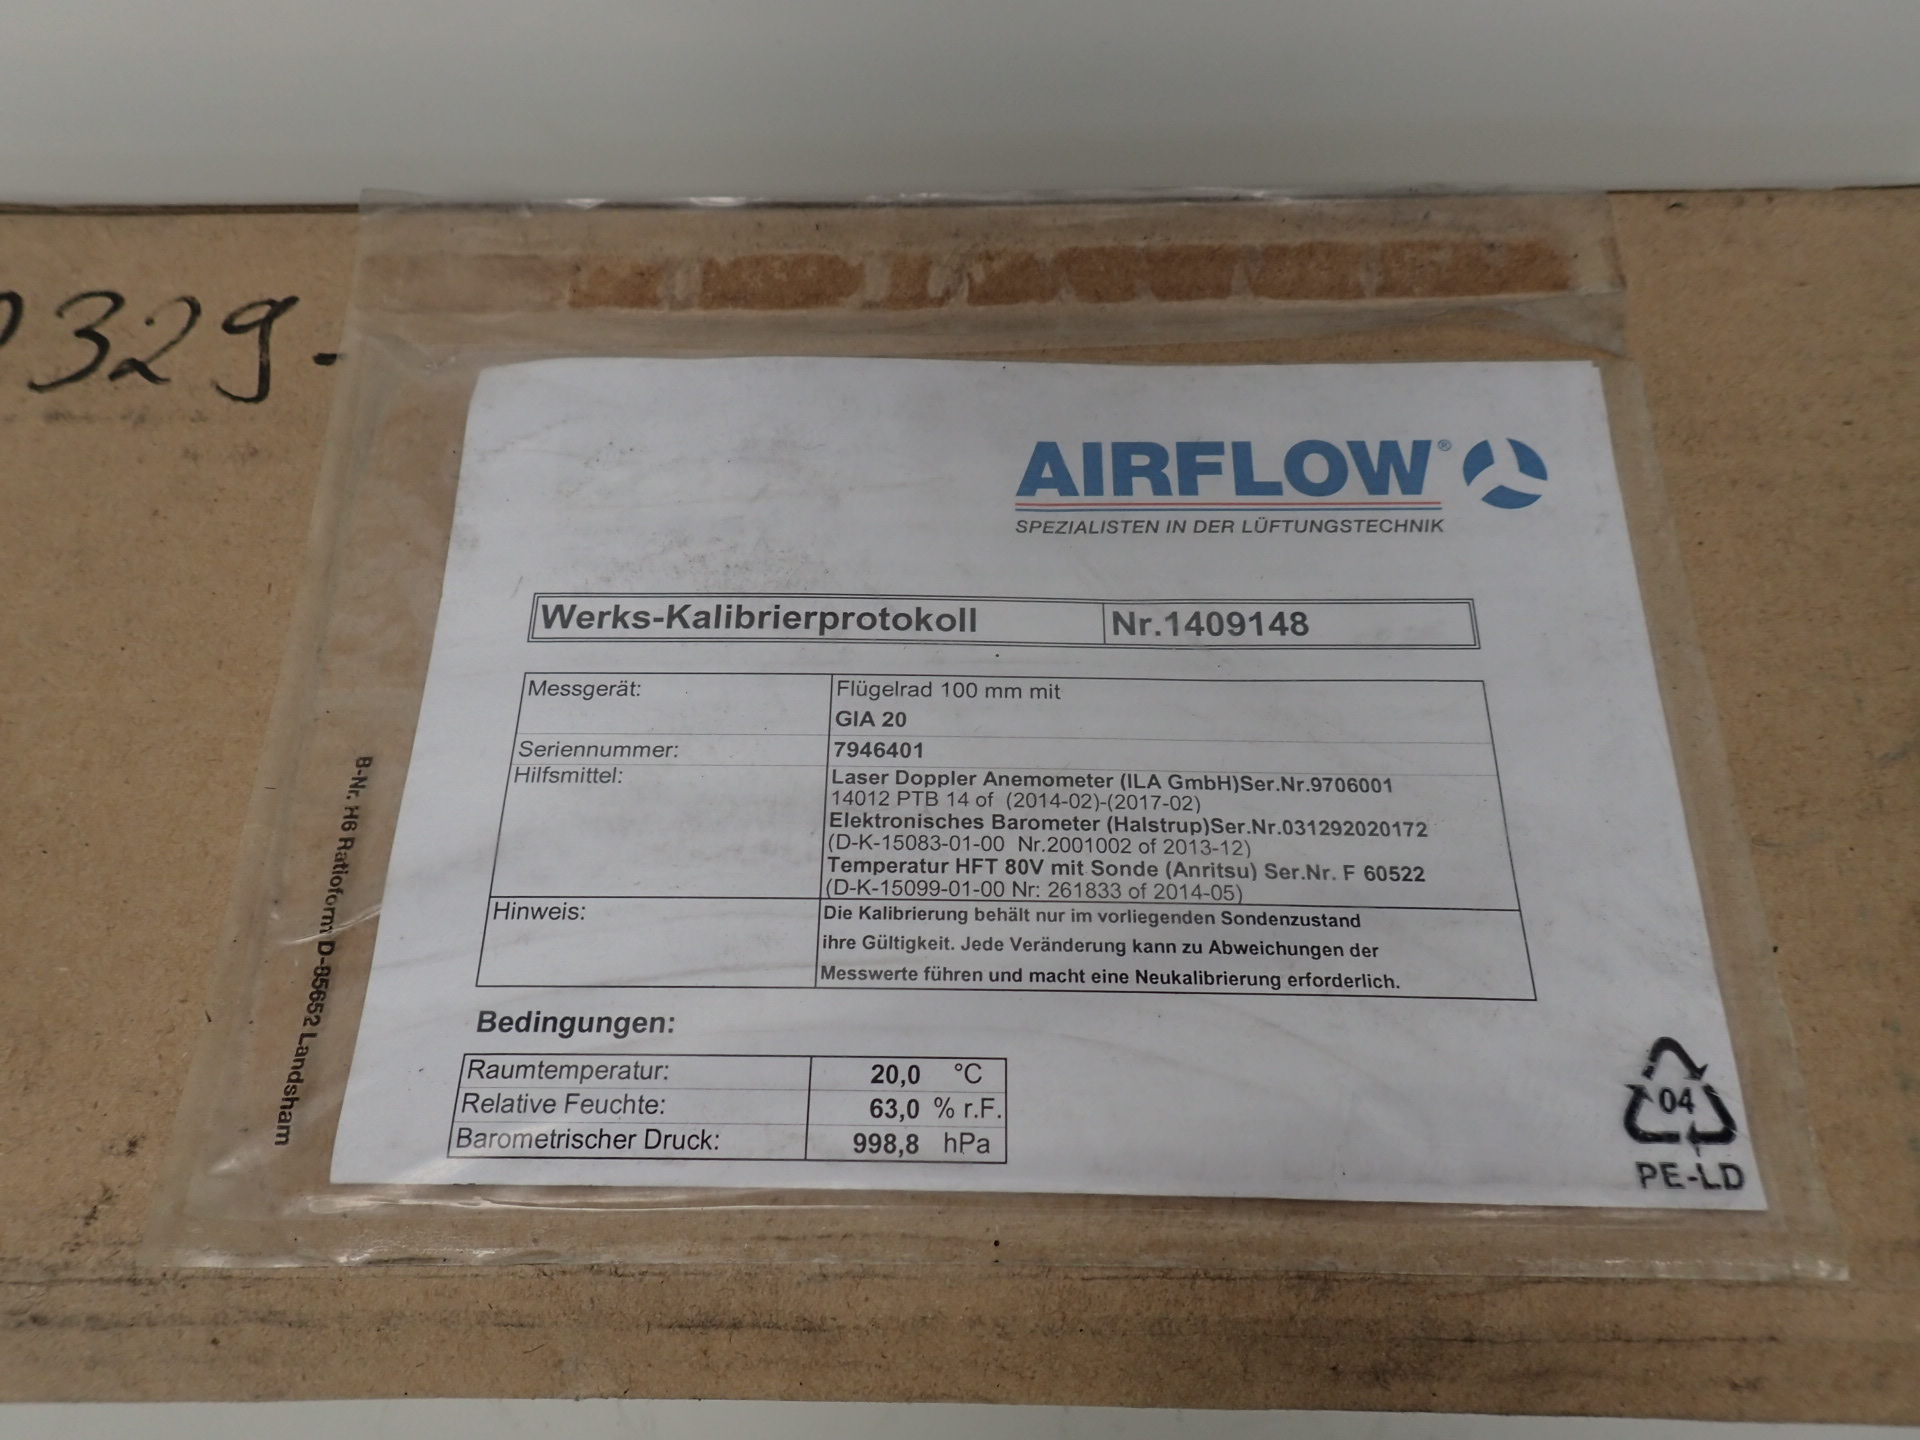 329-
AIRFLOW®
SPEZIALISTEN IN DER LÜFTUNGSTECHNIK
Werks-Kalibrierprotokoll Nr.1409148
Messgerät: Flügelrad 100 mm mit
GIA 20
Seriennummer: 7946401
Hilfsmittel: Laser Doppler Anemometer (ILA GmbH)Ser.Nr.9706001
14012 PTB 14 of (2014-02)-(2017-02)
Elektronisches Barometer (Halstrup)Ser.Nr.031292020172
(D-K-15083-01-00 Nr.2001002 of 2013-12)
Temperatur HFT 80V mit Sonde (Anritsu) Ser.Nr. F 60522
(D-K-15099-01-00 Nr: 261833 of 2014-05)
Hinweis: Die Kalibrierung behält nur im vorliegenden Sondenzustand
ihre Gültigkeit. Jede Veränderung kann zu Abweichungen der
Messwerte führen und macht eine Neukalibrierung erforderlich.
Bedingungen:
Raumtemperatur: 20,0 °C
Relative Feuchte: 63,0 % r.F.
Barometrischer Druck: 998,8 hPa
B-Nr. H6 Ratioform D-85652 Landsham
04
PE-LD